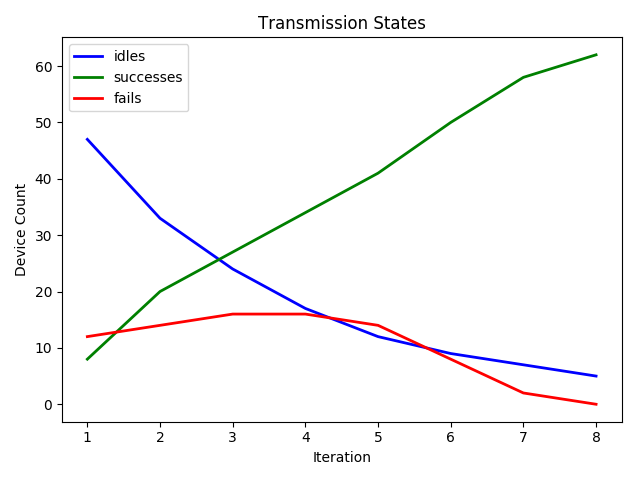 Transmission States
idles
successes
fails
Device Count
60
50
40
30
20
10
0
1 2 3 4 5 6 7 8
Iteration